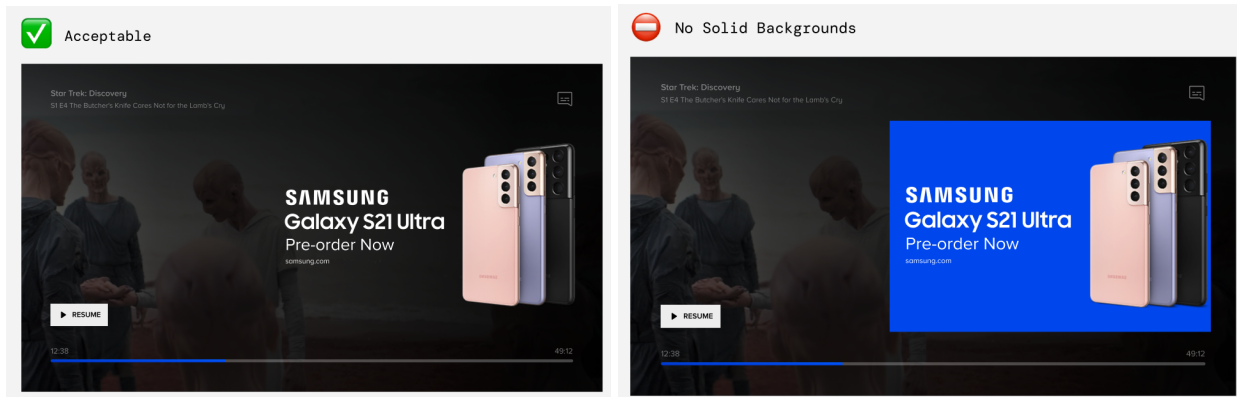 Acceptable
Star Trek: Discovery
S1 E4 The Butcher's Knife Cares Not for the Lamb's Cry
SAMSUNG
Galaxy S21 Ultra
Pre-order Now
samsung.com
SAMSUNG
RESUME
12:38
49:12
No Solid Backgrounds
Star Trek: Discovery
S1 E4 The Butcher's Knife Cares Not for the Lamb's Cry
SAMSUNG
Galaxy S21 Ultra
Pre-order Now
samsung.com
SAMSUNG
RESUME
12:38
49:12